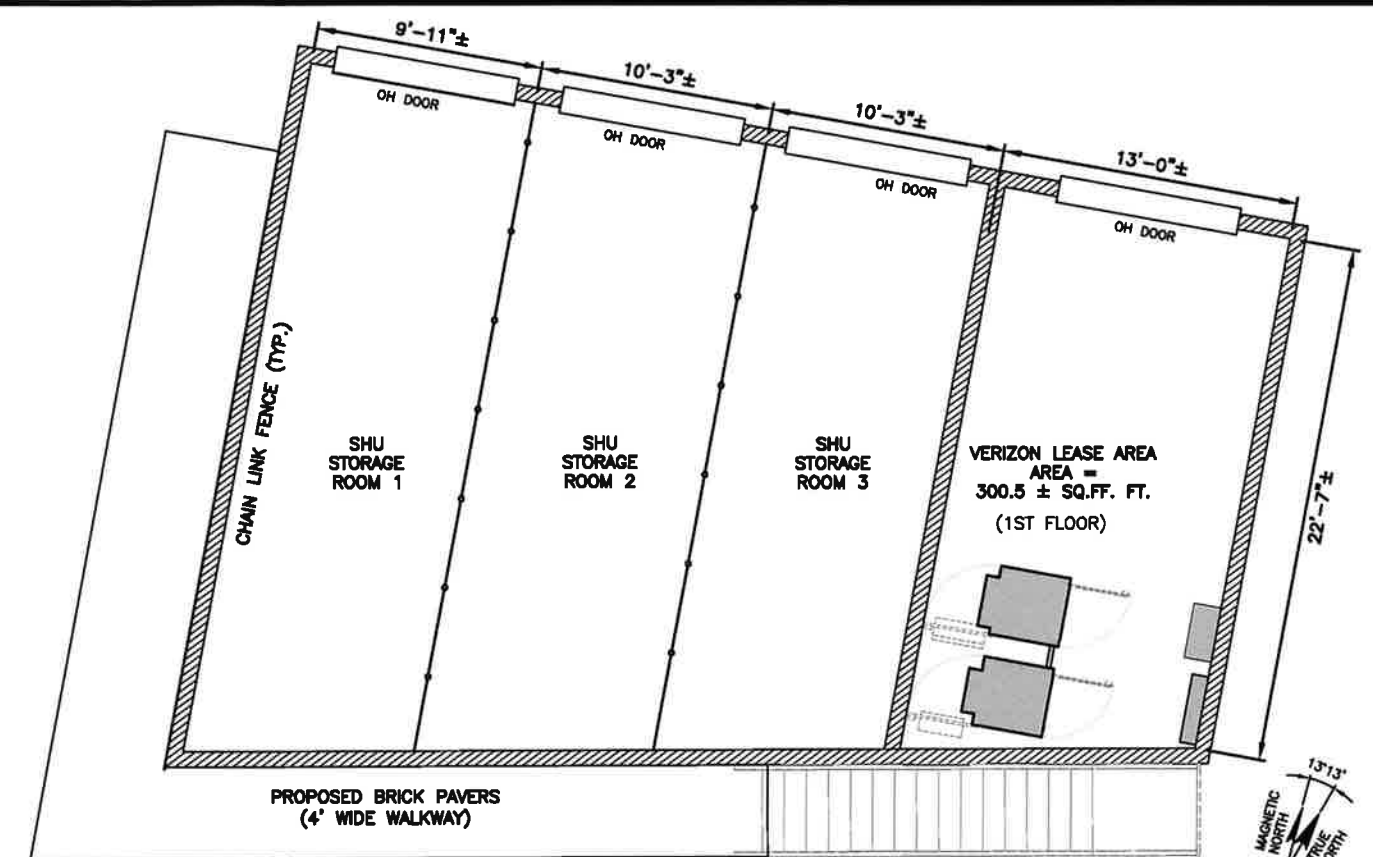 9'-11"±
10'-3"±
10'-3"±
13'-0"±
OH DOOR
OH DOOR
OH DOOR
OH DOOR
22'-7"±
CHAIN LINK FENCE (TYP.)
SHU
STORAGE
ROOM 1
SHU
STORAGE
ROOM 2
SHU
STORAGE
ROOM 3
VERIZON LEASE AREA
AREA =
300.5 ± SQ.FF. FT.
(1ST FLOOR)
PROPOSED BRICK PAVERS
(4' WIDE WALKWAY)
13°13'
MAGNETIC
NORTH